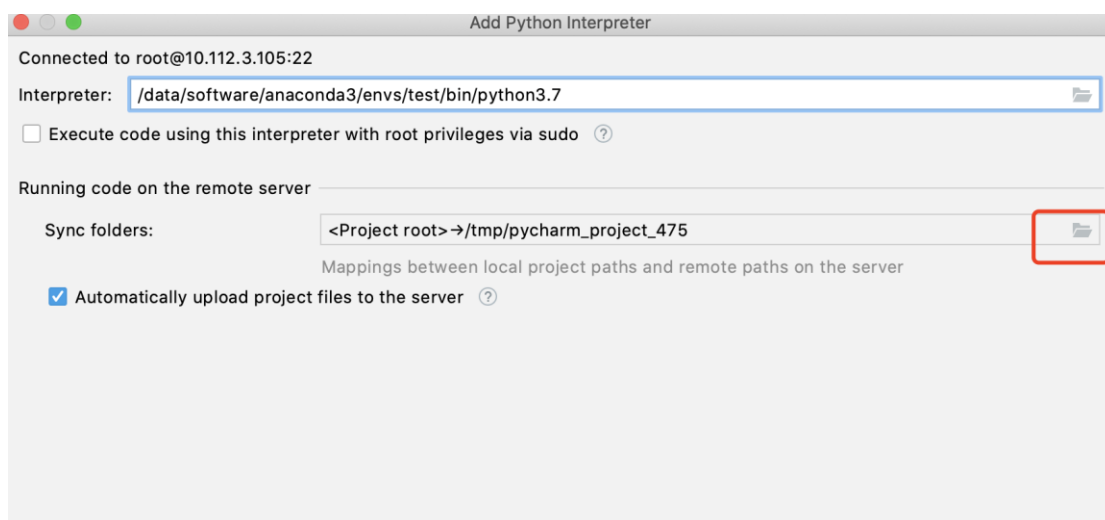 Add Python Interpreter
Connected to root@10.112.3.105:22
Interpreter: /data/software/anaconda3/envs/test/bin/python3.7
Execute code using this interpreter with root privileges via sudo ?
Running code on the remote server
Sync folders: <Project root>→/tmp/pycharm_project_475
Mappings between local project paths and remote paths on the server
Automatically upload project files to the server ?